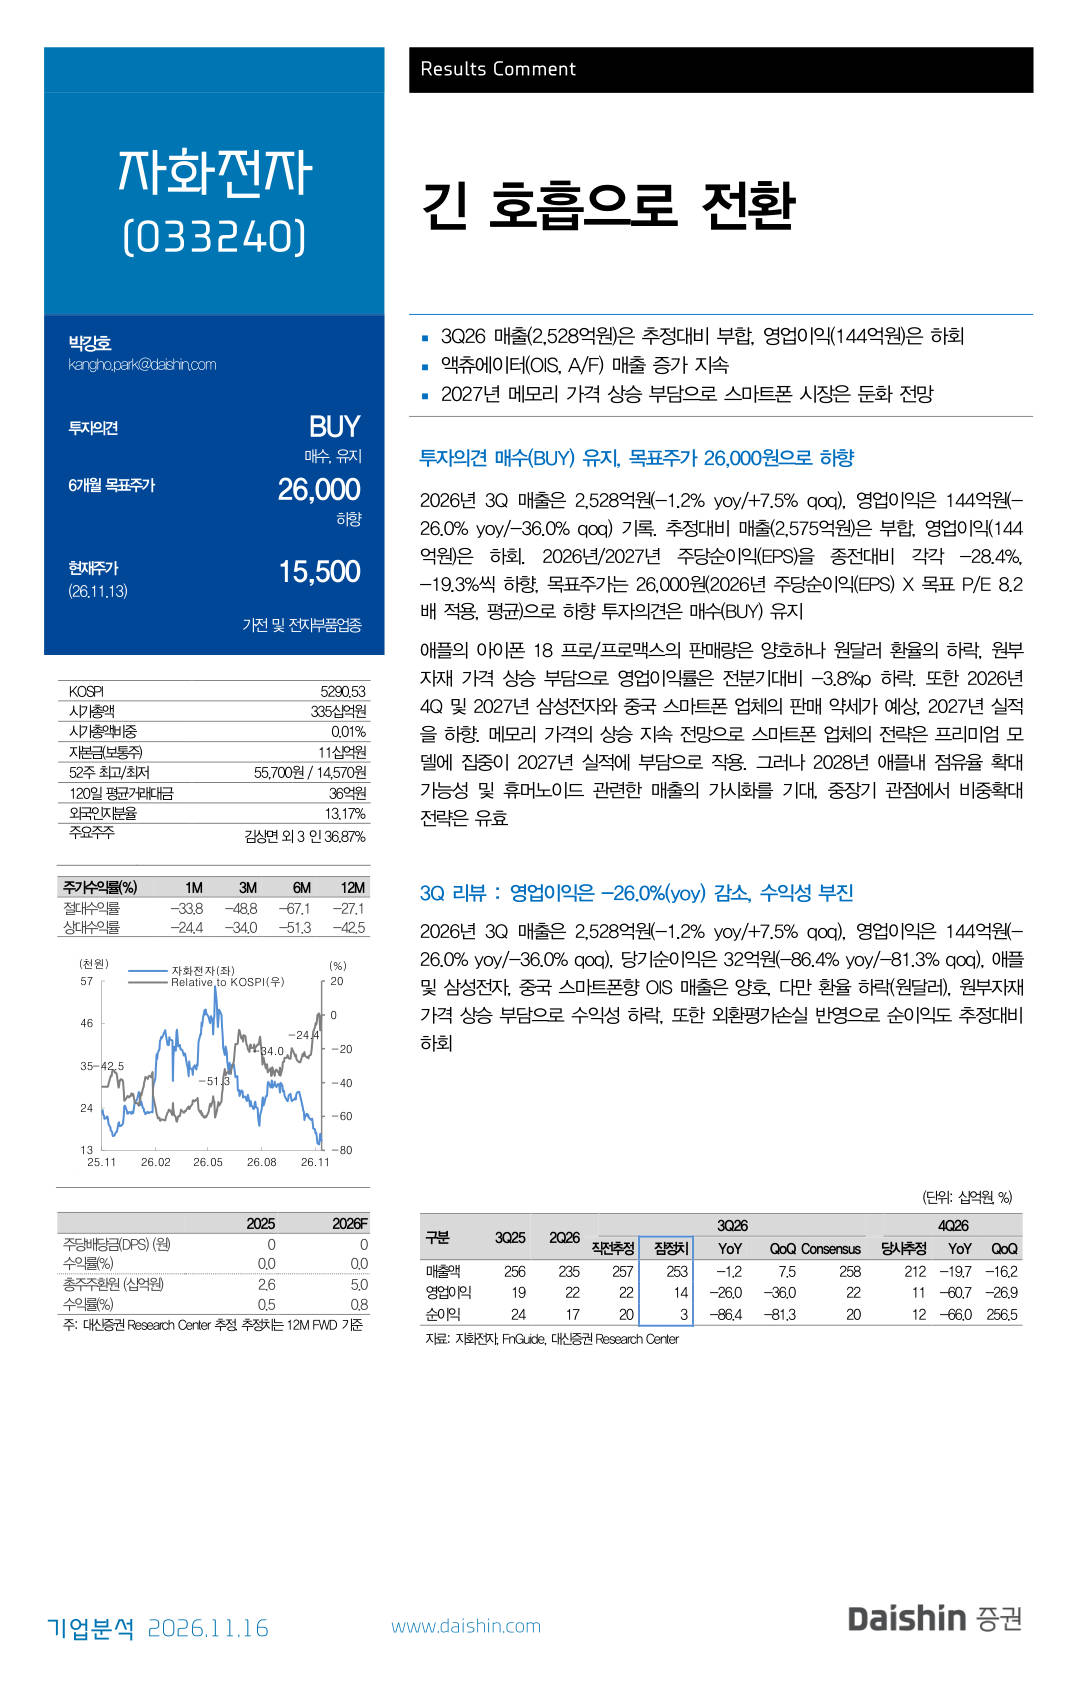 Results Comment
자화전자
(033240)
긴 호흡으로 전환
박강호
kangho.park@daishin.com
투자의견 BUY
매수, 유지
6개월 목표주가 26,000
하향
현재주가 15,500
(26.11.13)
가전 및 전자부품업종
■ 3Q26 매출(2,528억원)은 추정대비 부합, 영업이익(144억원)은 하회
■ 액츄에이터(OIS, A/F) 매출 증가 지속
■ 2027년 메모리 가격 상승 부담으로 스마트폰 시장은 둔화 전망
투자의견 매수(BUY) 유지, 목표주가 26,000원으로 하향
2026년 3Q 매출은 2,528억원(-1.2% yoy/+7.5% qoq), 영업이익은 144억원(-
26.0% yoy/-36.0% qoq) 기록. 추정대비 매출(2,575억원)은 부합, 영업이익(144
억원)은 하회. 2026년/2027년 주당순이익(EPS)을 종전대비 각각 -28.4%,
-19.3%씩 하향, 목표주가는 26,000원(2026년 주당순이익(EPS) X 목표 P/E 8.2
배 적용, 평균)으로 하향 투자의견은 매수(BUY) 유지
애플의 아이폰 18 프로/프로맥스의 판매량은 양호하나 원달러 환율의 하락, 원부
자재 가격 상승 부담으로 영업이익률은 전분기대비 -3.8%p 하락. 또한 2026년
4Q 및 2027년 삼성전자와 중국 스마트폰 업체의 판매 약세가 예상, 2027년 실적
을 하향. 메모리 가격의 상승 지속 전망으로 스마트폰 업체의 전략은 프리미엄 모
델에 집중이 2027년 실적에 부담으로 작용. 그러나 2028년 애플내 점유율 확대
가능성 및 휴머노이드 관련한 매출의 가시화를 기대, 중장기 관점에서 비중확대
전략은 유효
3Q 리뷰 : 영업이익은 -26.0%(yoy) 감소, 수익성 부진
2026년 3Q 매출은 2,528억원(-1.2% yoy/+7.5% qoq), 영업이익은 144억원(-
26.0% yoy/-36.0% qoq), 당기순이익은 32억원(-86.4% yoy/-81.3% qoq), 애플
및 삼성전자, 중국 스마트폰향 OIS 매출은 양호, 다만 환율 하락(원달러), 원부자재
가격 상승 부담으로 수익성 하락, 또한 외환평가손실 반영으로 순이익도 추정대비
하회
KOSPI 5290.53
시가총액 335십억원
시가총액비중 0.01%
자본금(보통주) 11십억원
52주 최고/최저 55,700원 / 14,570원
120일 평균거래대금 36억원
외국인지분율 13.17%
주요주주 김상면 외 3 인 36.87%
주가수익률(%) 1M 3M 6M 12M
절대수익률 -33.8 -48.8 -67.1 -27.1
상대수익률 -24.4 -34.0 -51.3 -42.5
(천원) (%)
자화전자(좌)
Relative to KOSPI(우)
57 20
46 0
-24.4
-34.0 -20
35 -42.5
-51.3 -40
24 -60
13 -80
25.11 26.02 26.05 26.08 26.11
2025 2026F
주당배당금(DPS) (원) 0 0
수익률(%) 0.0 0.0
총주주환원 (십억원) 2.6 5.0
수익률(%) 0.5 0.8
주: 대신증권 Research Center 추정, 추정치는 12M FWD 기준
(단위: 십억원, %)
구분 3Q25 2Q26 3Q26 4Q26
직전추정 잠정치 YoY QoQ Consensus 당사추정 YoY QoQ
매출액 256 235 257 253 -1.2 7.5 258 212 -19.7 -16.2
영업이익 19 22 22 14 -26.0 -36.0 22 11 -60.7 -26.9
순이익 24 17 20 3 -86.4 -81.3 20 12 -66.0 256.5
자료: 자화전자, FnGuide, 대신증권 Research Center
기업분석 2026.11.16
www.daishin.com
Daishin 증권